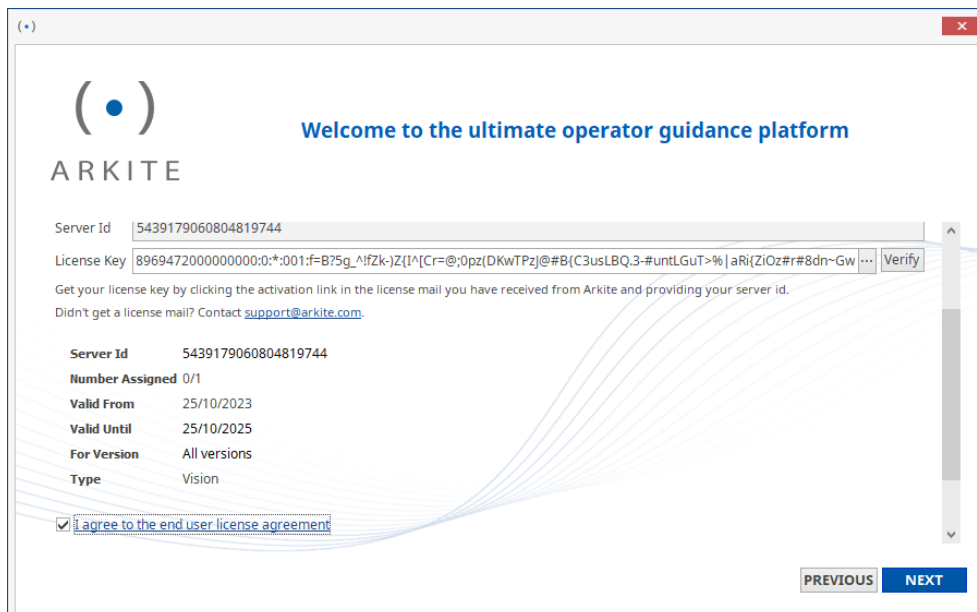 (•)
(•)
ARKITE
Welcome to the ultimate operator guidance platform
Server Id 5439179060804819744
License Key 8969472000000000:0:*:001:f=B?5g_^!fZk-)Z{I^[Cr=@;0pz(DKwTPzJ@#B{C3usLBQ.3-#untLGuT>%|aRi{ZiOz#r#8dn~Gw ... Verify
Get your license key by clicking the activation link in the license mail you have received from Arkite and providing your server id.
Didn't get a license mail? Contact support@arkite.com.
Server Id 5439179060804819744
Number Assigned 0/1
Valid From 25/10/2023
Valid Until 25/10/2025
For Version All versions
Type Vision
I agree to the end user license agreement
PREVIOUS NEXT